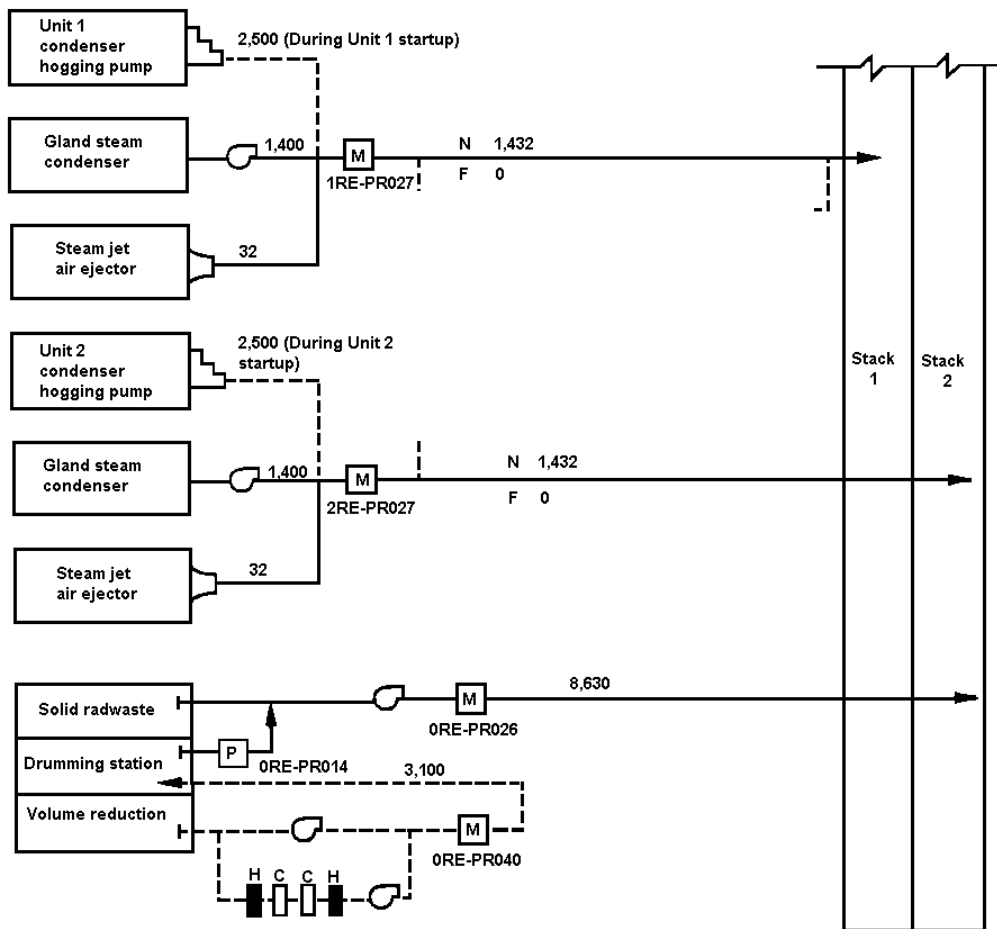 Unit 1
condenser
hogging pump
2,500 (During Unit 1 startup)
Gland steam
condenser
1,400
M
1RE-PR027
N 1,432
F 0
Steam jet
air ejector
32
Unit 2
condenser
hogging pump
2,500 (During Unit 2
startup)
Stack
1
Stack
2
Gland steam
condenser
1,400
M
2RE-PR027
N 1,432
F 0
Steam jet
air ejector
32
Solid radwaste
M
0RE-PR026
8,630
Drumming station
P
0RE-PR014
3,100
Volume reduction
M
0RE-PR040
H C C H